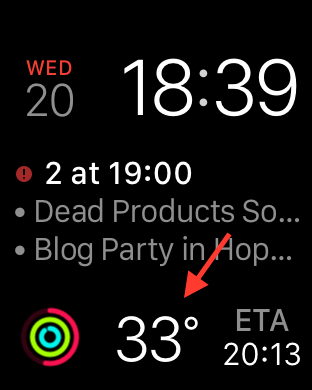 WED
20
18:39
2 at 19:00
• Dead Products So...
• Blog Party in Hop...
33°
ETA
20:13